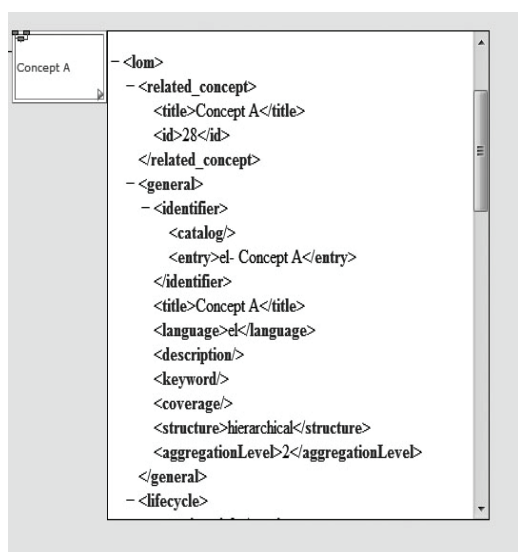 Concept A
− <lom>
− <related_concept>
<title>Concept A</title>
<id>28</id>
</related_concept>
− <general>
− <identifier>
<catalog/>
<entry>el- Concept A</entry>
</identifier>
<title>Concept A</title>
<language>el</language>
<description/>
<keyword/>
<coverage/>
<structure>hierarchical</structure>
<aggregationLevel>2</aggregationLevel>
</general>
− <lifecycle>